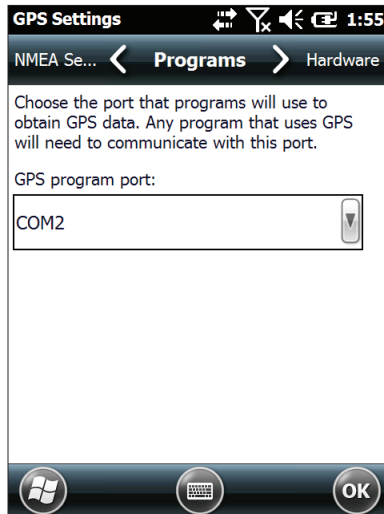 GPS Settings 1:55
NMEA Se... Programs Hardware
Choose the port that programs will use to
obtain GPS data. Any program that uses GPS
will need to communicate with this port.
GPS program port:
COM2
OK